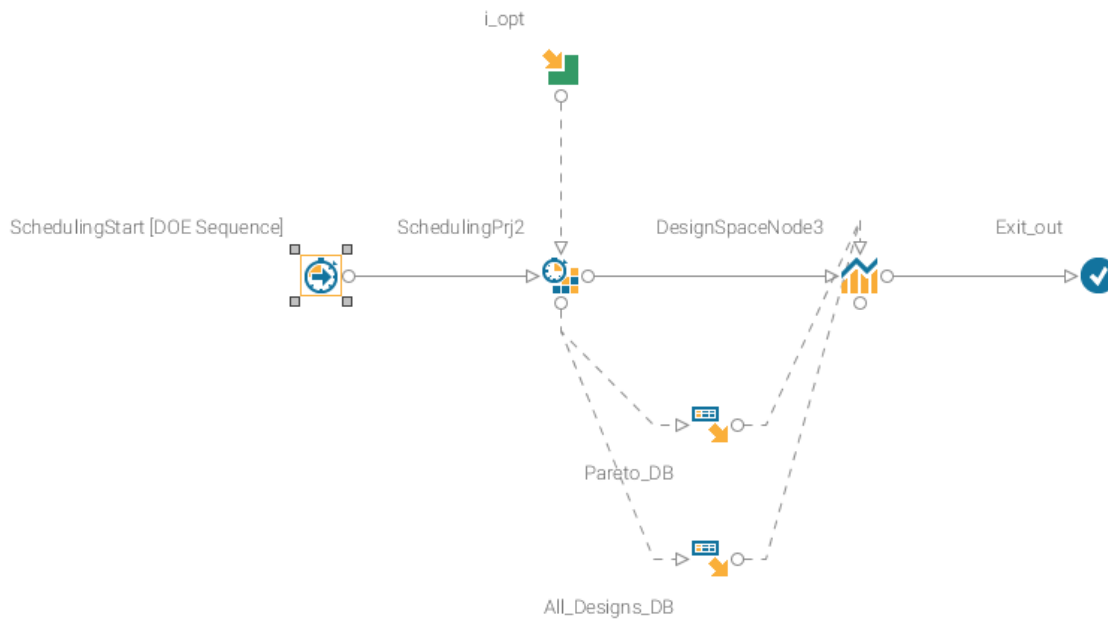 i_opt
SchedulingStart [DOE Sequence]
SchedulingPrj2
DesignSpaceNode3
Exit_out
Pareto_DB
All_Designs_DB